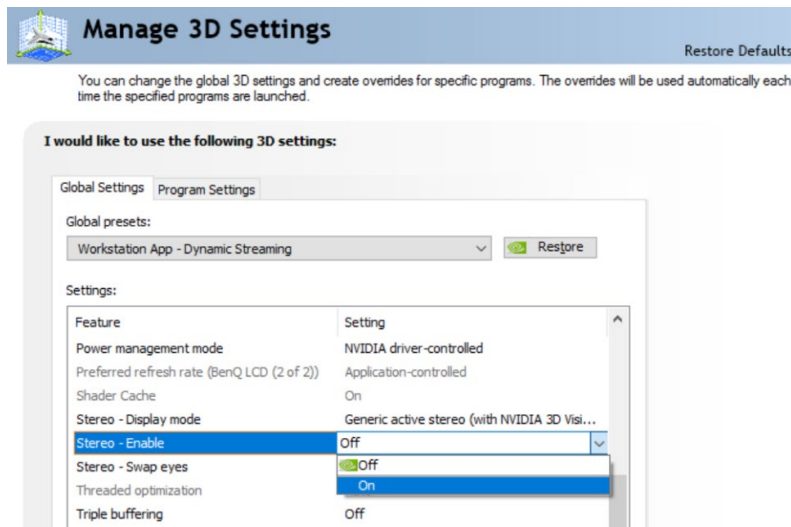 Manage 3D Settings
Restore Defaults
You can change the global 3D settings and create overrides for specific programs. The overrides will be used automatically each
time the specified programs are launched.
I would like to use the following 3D settings:
Global Settings Program Settings
Global presets:
Workstation App - Dynamic Streaming Restore
Settings:
Feature Setting
Power management mode NVIDIA driver-controlled
Preferred refresh rate (BenQ LCD (2 of 2)) Application-controlled
Shader Cache On
Stereo - Display mode Generic active stereo (with NVIDIA 3D Visi...
Stereo - Enable Off
Off
Stereo - Swap eyes
On
Threaded optimization
Triple buffering Off